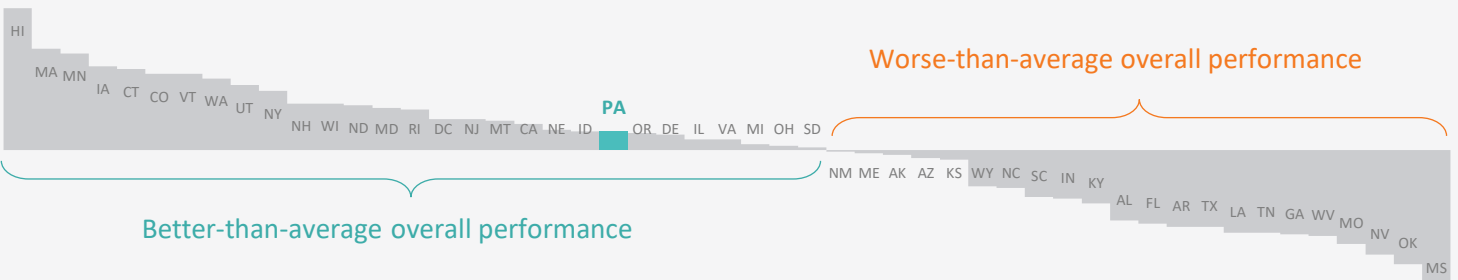 HI
MA MN IA CT CO VT WA UT NY NH WI ND MD RI DC NJ MT CA NE ID PA OR DE IL VA MI OH SD
Worse-than-average overall performance
NM ME AK AZ KS WY NC SC IN KY AL FL AR TX LA TN GA WV MO NV OK MS
Better-than-average overall performance